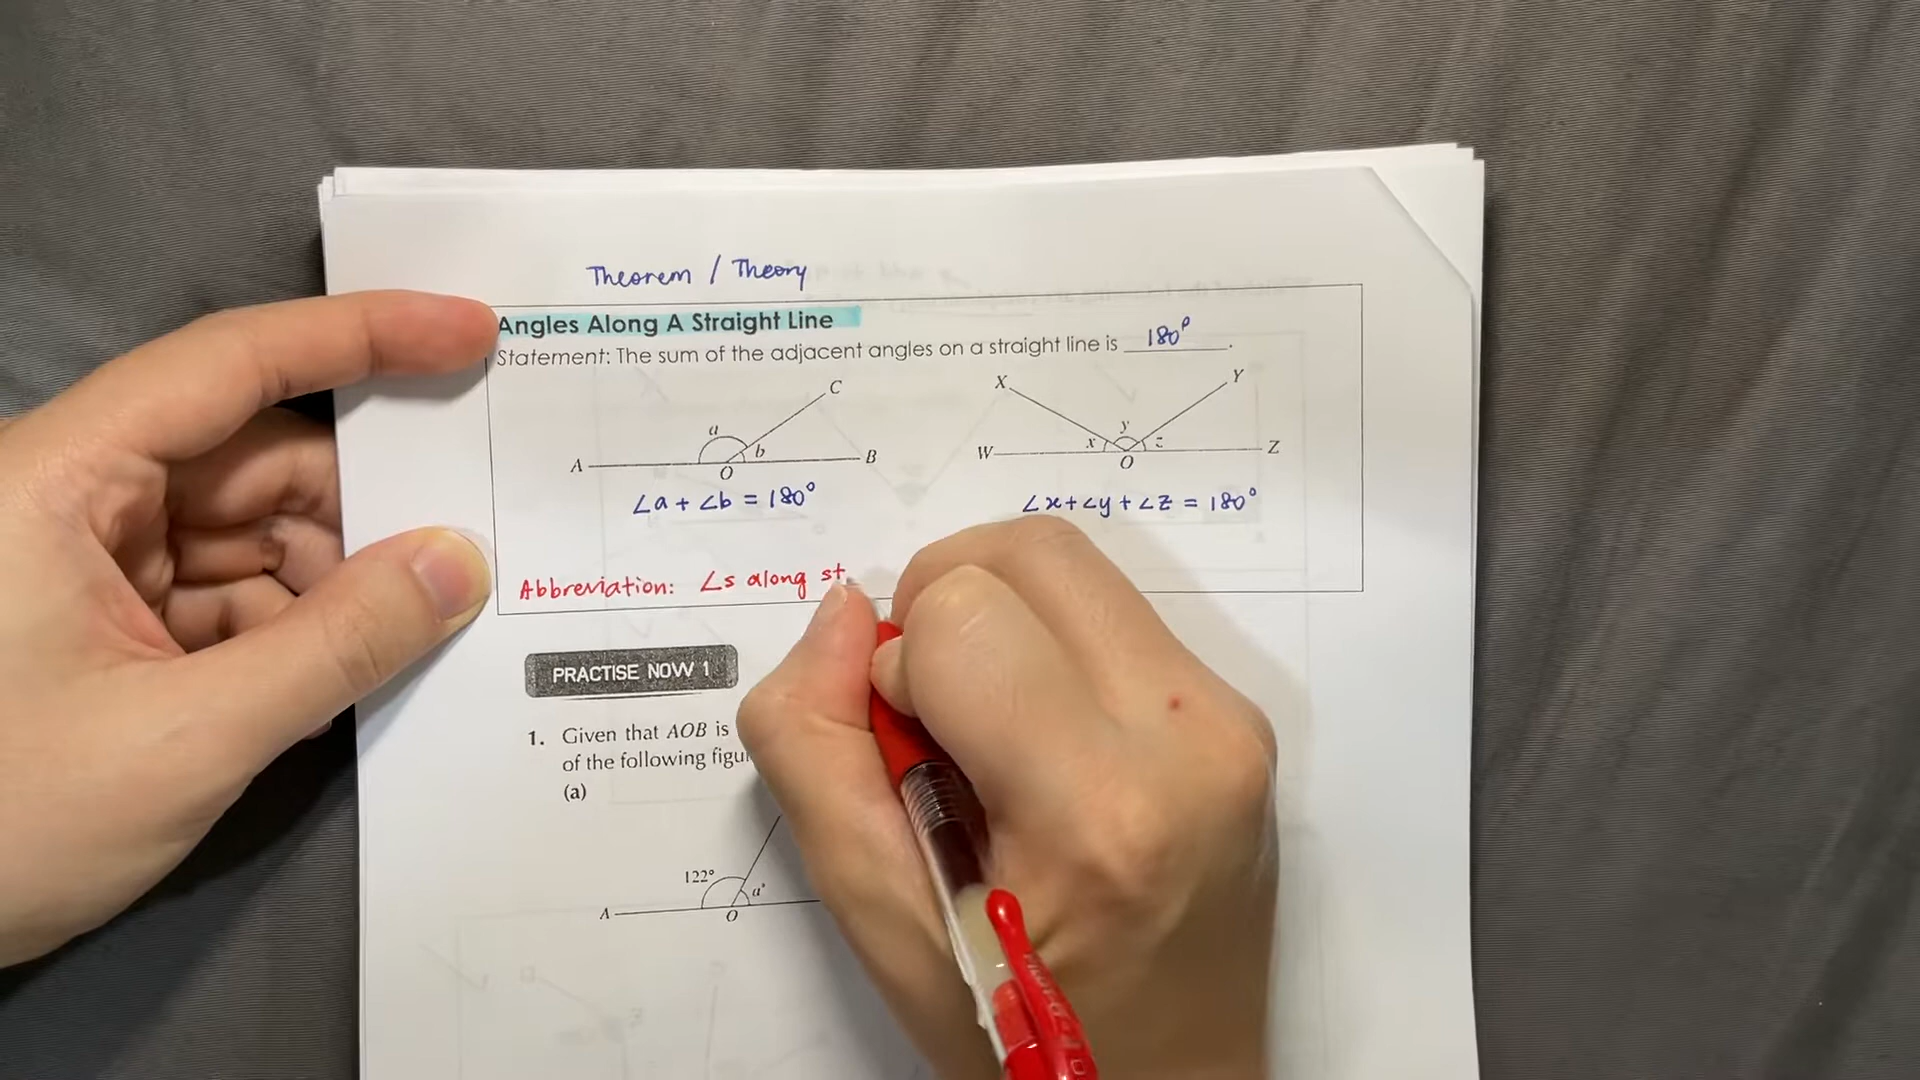 Theorem / Theory
Angles Along A Straight Line
Statement: The sum of the adjacent angles on a straight line is 180°.
C
X
Y
a
b
A
B
O
y
x
z
W
Z
O
∠a + ∠b = 180°
∠x + ∠y + ∠z = 180°
Abbreviation: ∠s along st
PRACTISE NOW 1
1. Given that AOB is
of the following
(a)
122°
a°
A
O